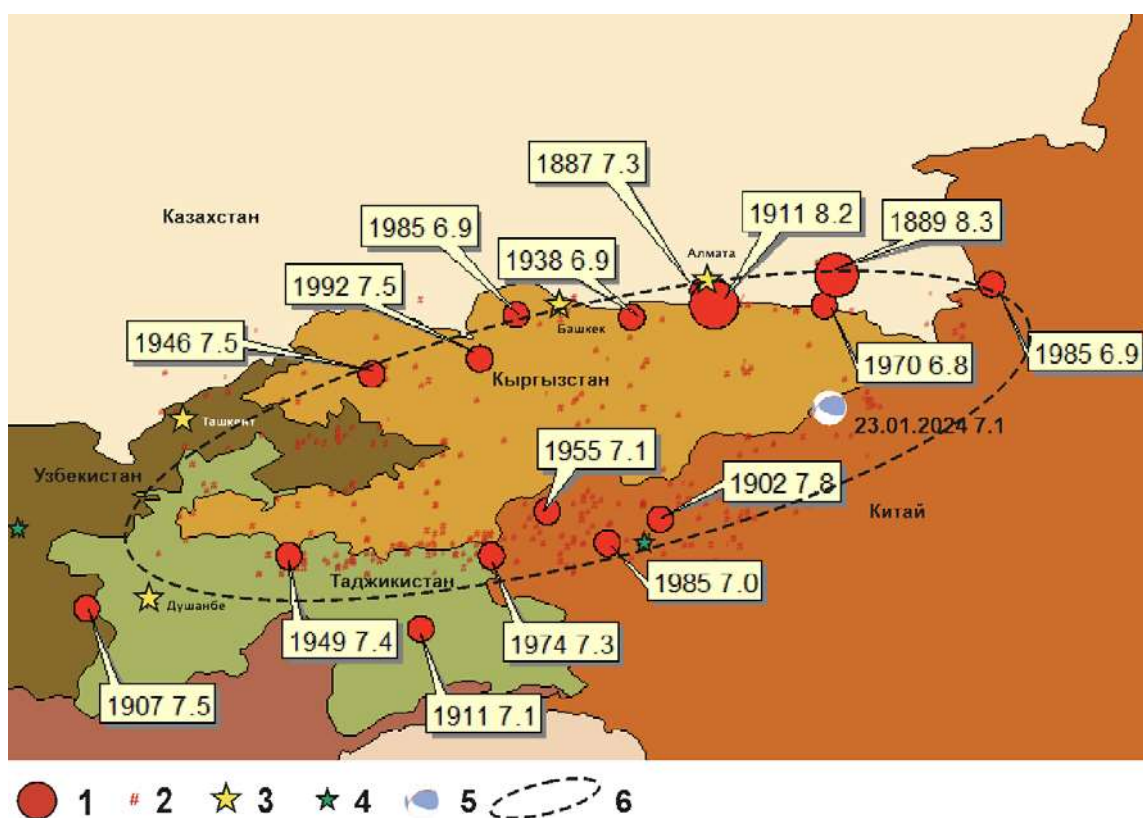 1887 7.3
Казахстан
1985 6.9
1911 8.2
1889 8.3
1938 6.9
Алмата
1992 7.5
Башкек
1946 7.5
Кыргызстан
1970 6.8
1985 6.9
Ташкент
23.01.2024 7.1
Узбекистан
1955 7.1
1902 7.8
Китай
Таджикистан
1985 7.0
Душанбе
1949 7.4
1974 7.3
1907 7.5
1911 7.1
1 # 2 3 4 5 6